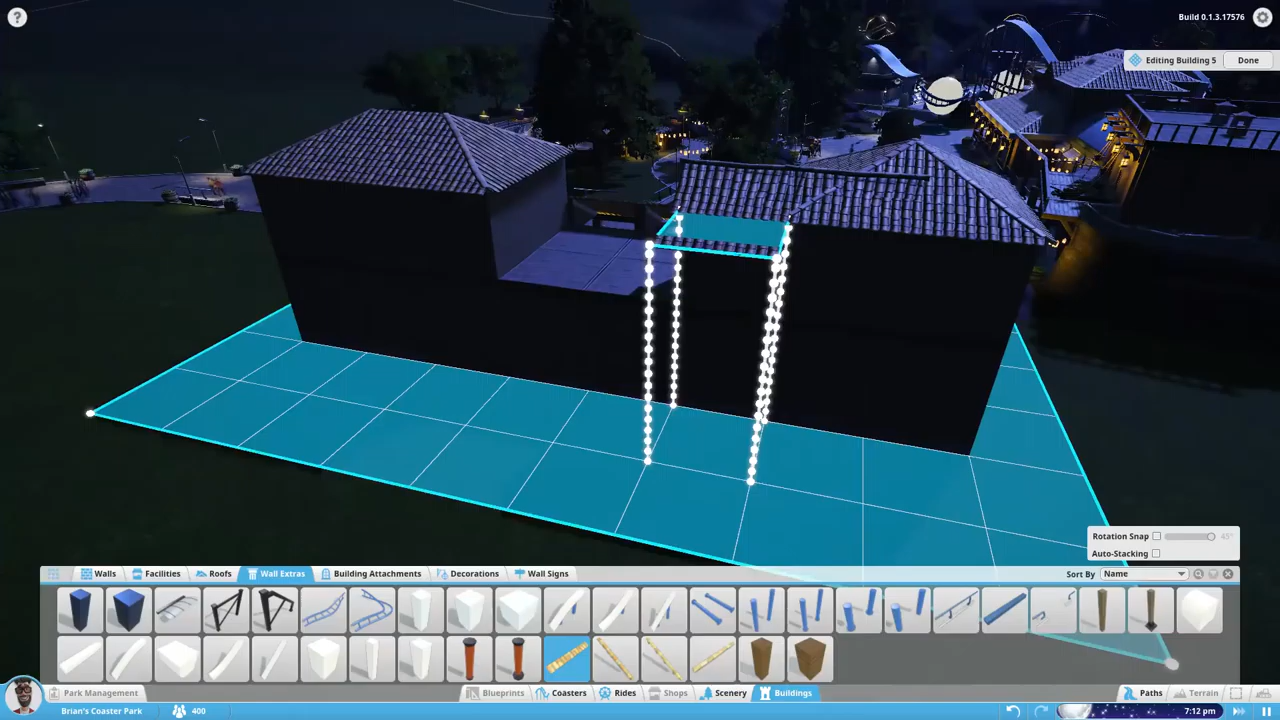 ?
Build 0.1.3.17576
Editing Building 5
Done
Rotation Snap
45°
Auto-Stacking
Walls
Facilities
Roofs
Wall Extras
Building Attachments
Decorations
Wall Signs
Sort By
Name
Park Management
Blueprints
Coasters
Rides
Shops
Scenery
Buildings
Paths
Terrain
Brian's Coaster Park
400
7:12 pm